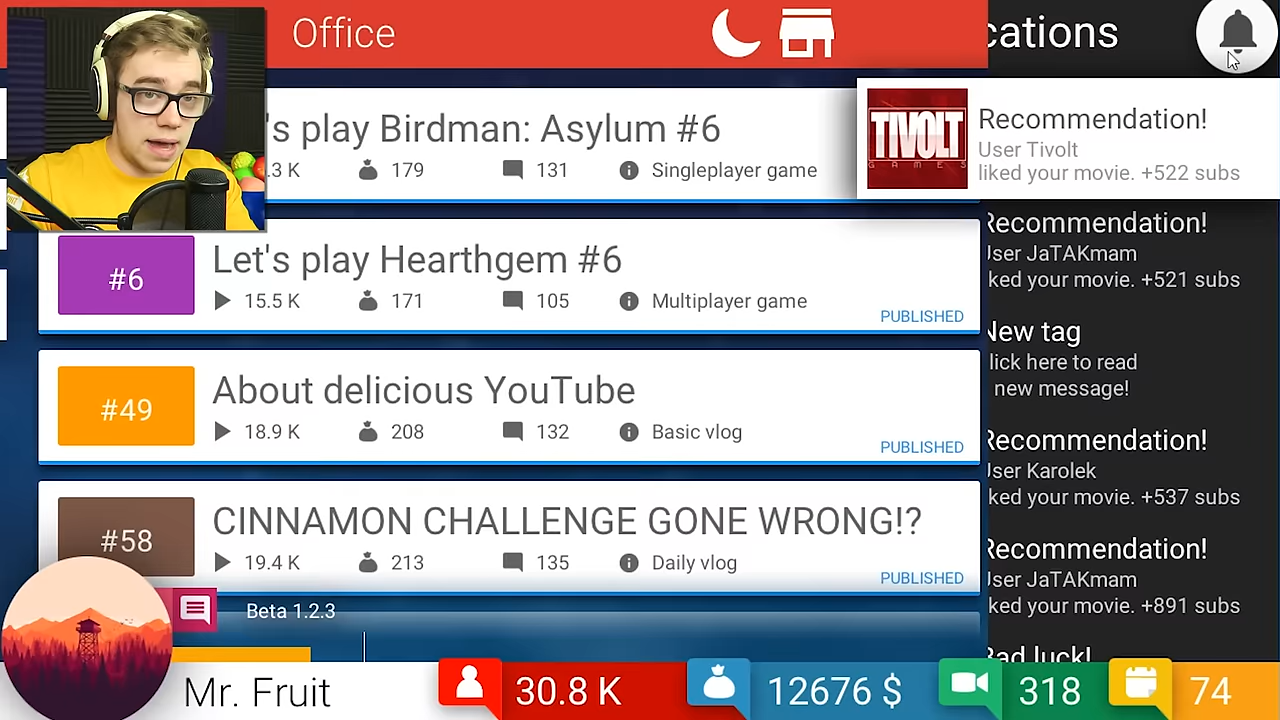 Office
cations
's play Birdman: Asylum #6
.3 K 179 131 Singleplayer game
TIVOLT
GAMES
Recommendation!
User Tivolt
liked your movie. +522 subs
#6
Let's play Hearthgem #6
15.5 K 171 105 Multiplayer game
PUBLISHED
#49
About delicious YouTube
18.9 K 208 132 Basic vlog
PUBLISHED
#58
CINNAMON CHALLENGE GONE WRONG!?
19.4 K 213 135 Daily vlog
PUBLISHED
Recommendation!
User JaTAKmam
ked your movie. +521 subs
New tag
lick here to read
new message!
Recommendation!
User Karolek
ked your movie. +537 subs
Recommendation!
User JaTAKmam
ked your movie. +891 subs
Bad luck!
Beta 1.2.3
Mr. Fruit
30.8 K
12676 $
318
74